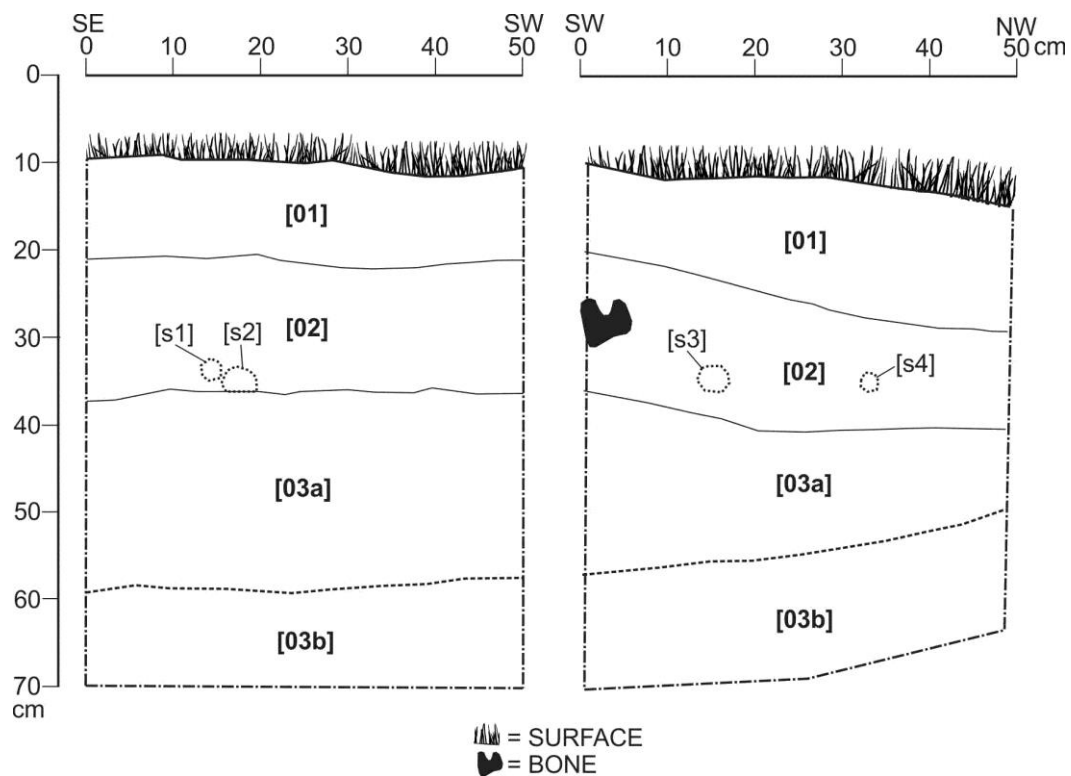 SE SW SW NW
0 10 20 30 40 50 0 10 20 30 40 50 cm
0
10
[01] [01]
20
[s1] [s2] [02] [s3] [02] [s4]
30
40
[03a] [03a]
50
60
[03b] [03b]
70
cm
= SURFACE
= BONE